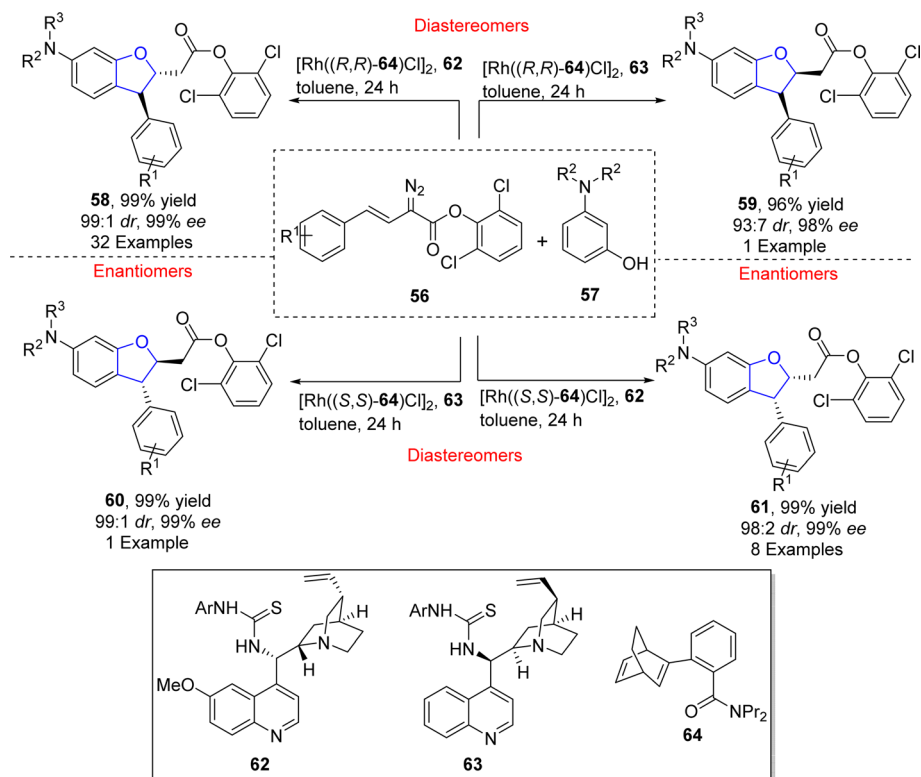 Diastereomers
[Rh((R,R)-64)Cl]2, 62
toluene, 24 h
[Rh((R,R)-64)Cl]2, 63
toluene, 24 h
R3
N
R2
O
O
O
Cl
Cl
R1
58, 99% yield
99:1 dr, 99% ee
32 Examples
R3
N
R2
O
O
O
Cl
Cl
R1
59, 96% yield
93:7 dr, 98% ee
1 Example
N2
R1
O
O
Cl
Cl
56
+
R2 R2
N
OH
57
Enantiomers
Enantiomers
R3
N
R2
O
O
O
Cl
Cl
R1
60, 99% yield
99:1 dr, 99% ee
1 Example
[Rh((S,S)-64)Cl]2, 63
toluene, 24 h
[Rh((S,S)-64)Cl]2, 62
toluene, 24 h
Diastereomers
R3
N
R2
O
O
O
Cl
Cl
R1
61, 99% yield
98:2 dr, 99% ee
8 Examples
ArNH
S
NH
H
N
H
MeO
N
62
ArNH
S
NH
H
N
H
N
63
O
NPr2
64